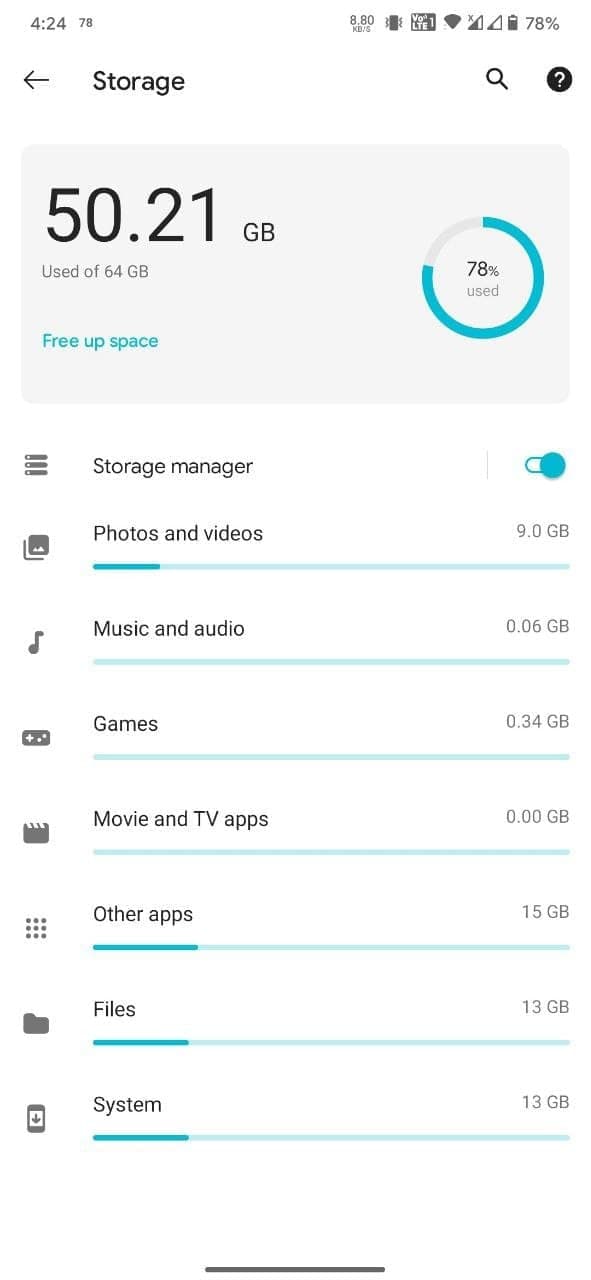 4:24 78 8.80 KB/S Vo) LTE 1 78%
Storage
50.21 GB
Used of 64 GB
78%
used
Free up space
Storage manager
Photos and videos 9.0 GB
Music and audio 0.06 GB
Games 0.34 GB
Movie and TV apps 0.00 GB
Other apps 15 GB
Files 13 GB
System 13 GB